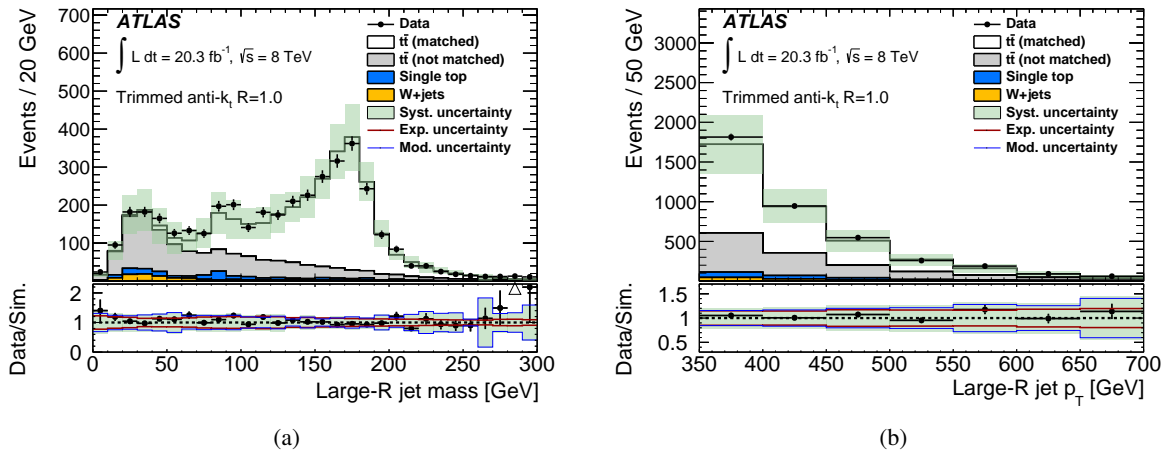 ATLAS
∫ L dt = 20.3 fb⁻¹, √s = 8 TeV
Trimmed anti-kₜ R=1.0
Data
tt̄ (matched)
tt̄ (not matched)
Single top
W+jets
Syst. uncertainty
Exp. uncertainty
Mod. uncertainty
Events / 20 GeV
700
600
500
400
300
200
100
Data/Sim.
2
1
0
0 50 100 150 200 250 300
Large-R jet mass [GeV]
(a)
ATLAS
∫ L dt = 20.3 fb⁻¹, √s = 8 TeV
Trimmed anti-kₜ R=1.0
Data
tt̄ (matched)
tt̄ (not matched)
Single top
W+jets
Syst. uncertainty
Exp. uncertainty
Mod. uncertainty
Events / 50 GeV
3000
2500
2000
1500
1000
500
Data/Sim.
1.5
1
0.5
350 400 450 500 550 600 650 700
Large-R jet p_T [GeV]
(b)